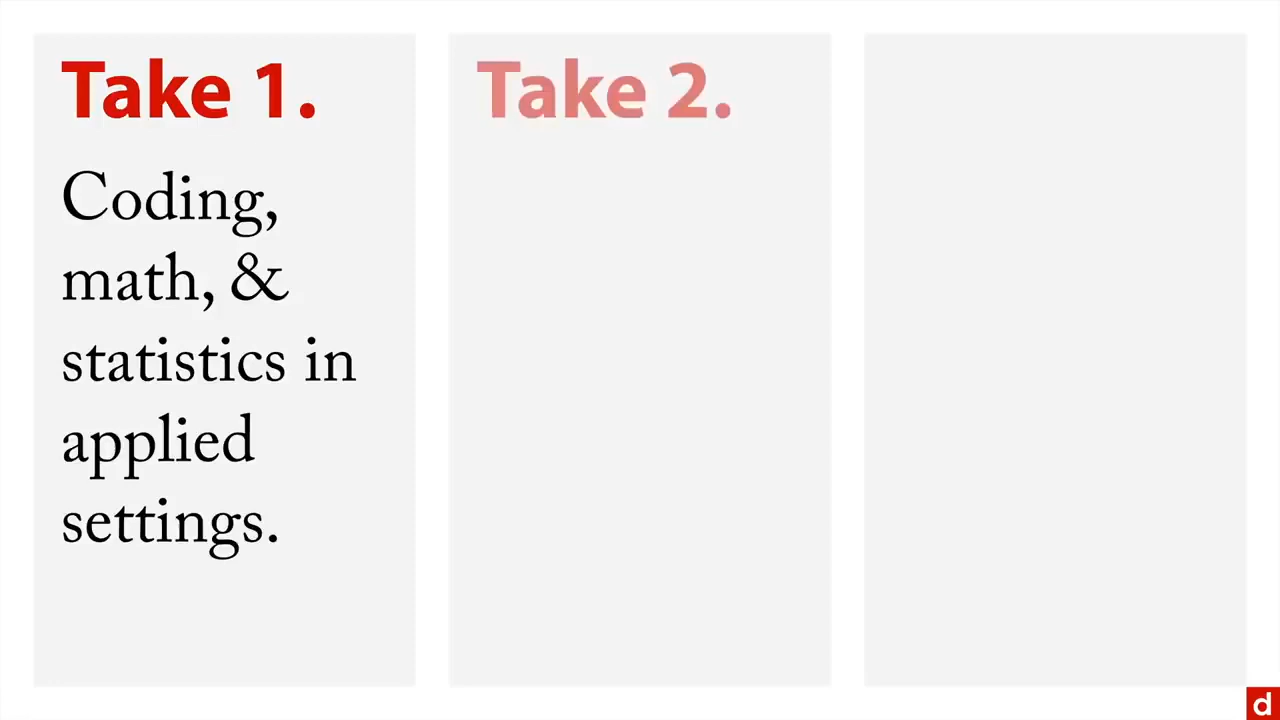 Take 1.
Coding,
math, &
statistics in
applied
settings.
Take 2.
d